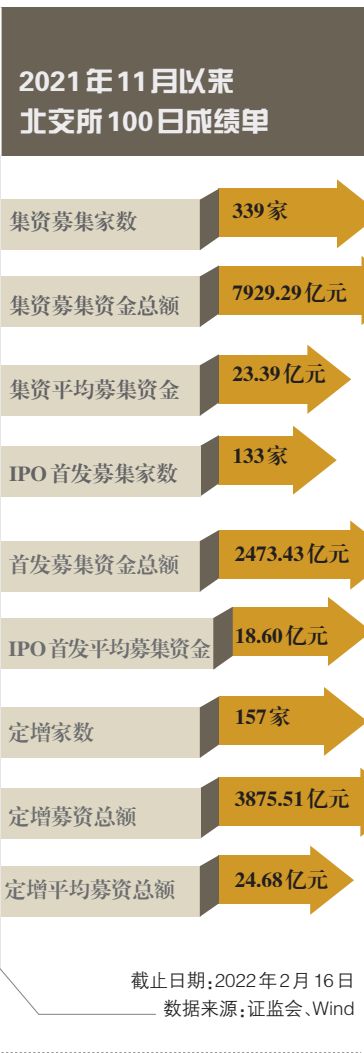 2021年11月以来
北交所100日成绩单
集资募集家数
339家
集资募集资金总额
7929.29亿元
集资平均募集资金
23.39亿元
IPO首发募集家数
133家
首发募集资金总额
2473.43亿元
IPO首发平均募集资金
18.60亿元
定增家数
157家
定增募资总额
3875.51亿元
定增平均募资总额
24.68亿元
截止日期:2022年2月16日
数据来源:证监会、Wind